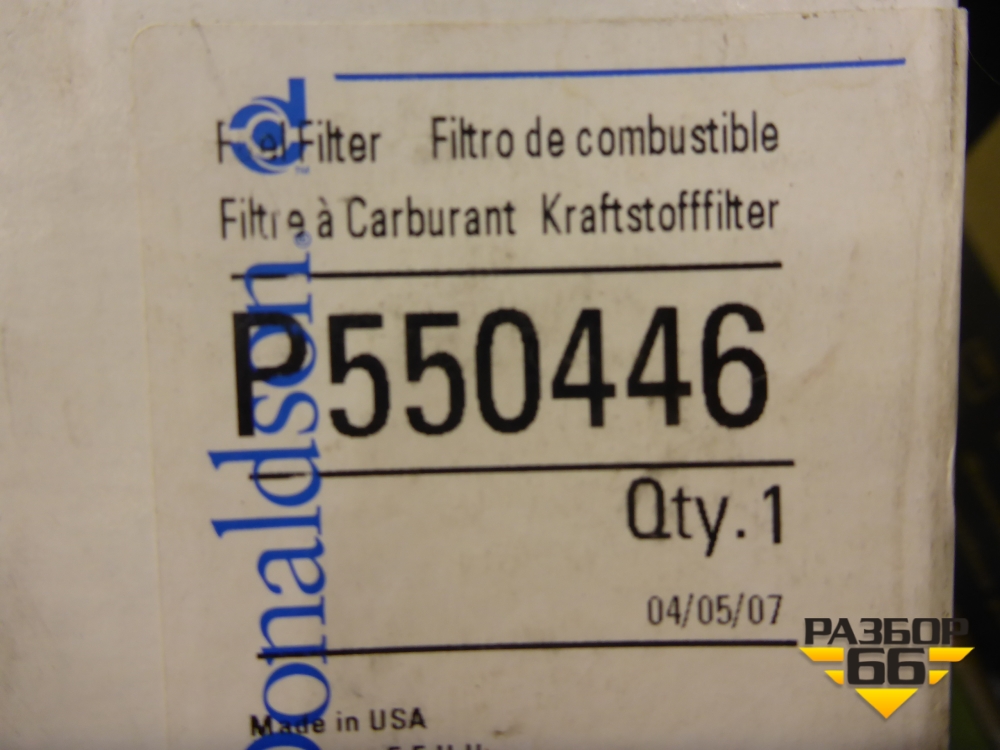 Fuel Filter Filtro de combustible
Filtre à Carburant Kraftstofffilter
P550446
Qty. 1
04/05/07
Made in USA
Donaldson®
РАЗБОР
66